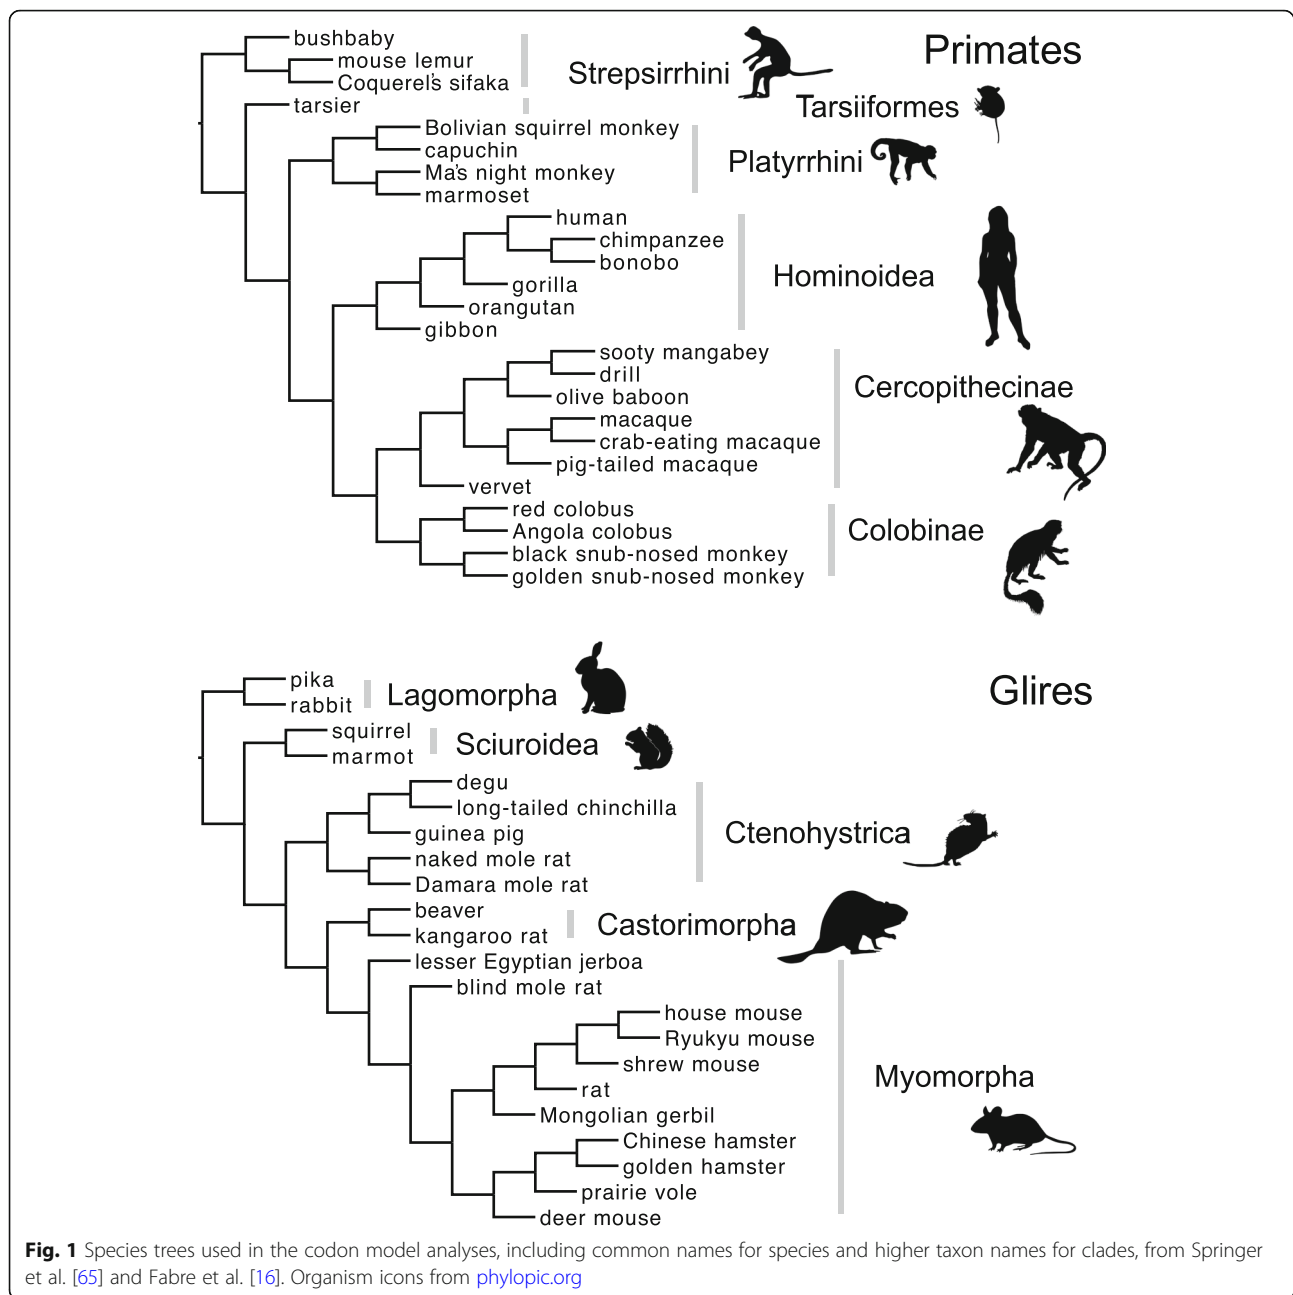 Primates
bushbaby
mouse lemur
Coquerel's sifaka
Strepsirrhini
tarsier
Tarsiiformes
Bolivian squirrel monkey
capuchin
Ma's night monkey
marmoset
Platyrrhini
human
chimpanzee
bonobo
gorilla
orangutan
gibbon
Hominoidea
sooty mangabey
drill
olive baboon
macaque
crab-eating macaque
pig-tailed macaque
vervet
Cercopithecinae
red colobus
Angola colobus
black snub-nosed monkey
golden snub-nosed monkey
Colobinae
Glires
pika
rabbit
Lagomorpha
squirrel
marmot
Sciuroidea
degu
long-tailed chinchilla
guinea pig
naked mole rat
Damara mole rat
Ctenohystrica
beaver
kangaroo rat
Castorimorpha
lesser Egyptian jerboa
blind mole rat
house mouse
Ryukyu mouse
shrew mouse
rat
Mongolian gerbil
Chinese hamster
golden hamster
prairie vole
deer mouse
Myomorpha
Fig. 1 Species trees used in the codon model analyses, including common names for species and higher taxon names for clades, from Springer
et al. [65] and Fabre et al. [16]. Organism icons from phylopic.org